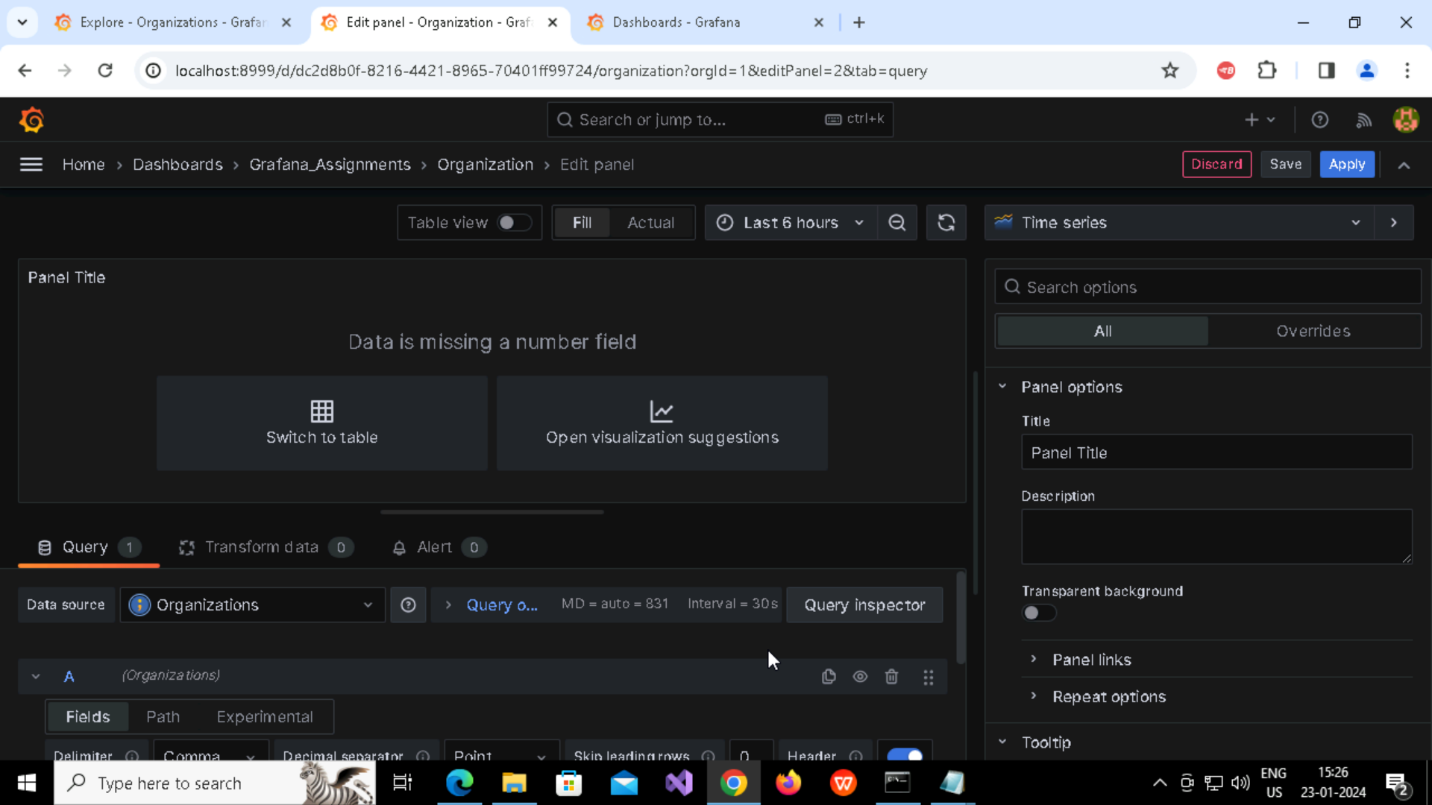 Explore - Organizations - Grafan
Edit panel - Organization - Graf
Dashboards - Grafana
localhost:8999/d/dc2d8b0f-8216-4421-8965-70401ff99724/organization?orgId=1&editPanel=2&tab=query
Search or jump to... ctrl+k
Home › Dashboards › Grafana_Assignments › Organization › Edit panel
Discard Save Apply
Table view Fill Actual Last 6 hours Time series
Panel Title
Data is missing a number field
Switch to table
Open visualization suggestions
Search options
All Overrides
Panel options
Title
Panel Title
Description
Transparent background
Panel links
Repeat options
Tooltip
Query 1 Transform data 0 Alert 0
Data source Organizations Query o... MD = auto = 831 Interval = 30s Query inspector
A (Organizations)
Fields Path Experimental
Delimiter Comma Decimal separator Point Skip leading rows 0 Header
Type here to search
ENG
US
15:26
23-01-2024
2